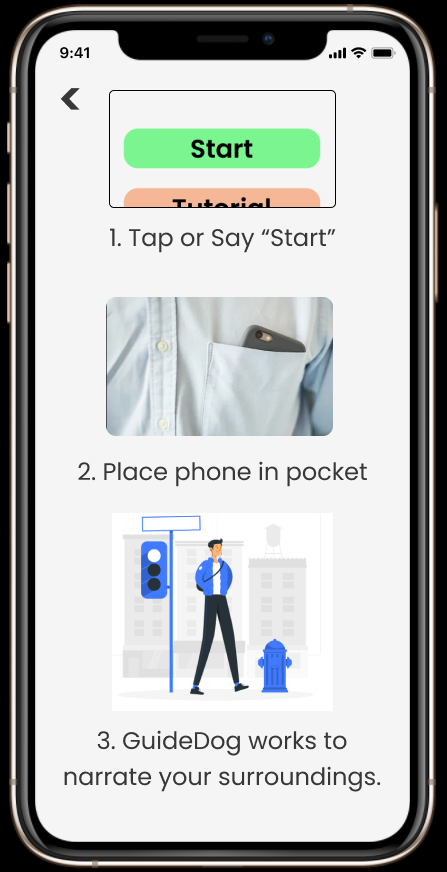 9:41
Start
Tutorial
1. Tap or Say “Start”
2. Place phone in pocket
3. GuideDog works to
narrate your surroundings.